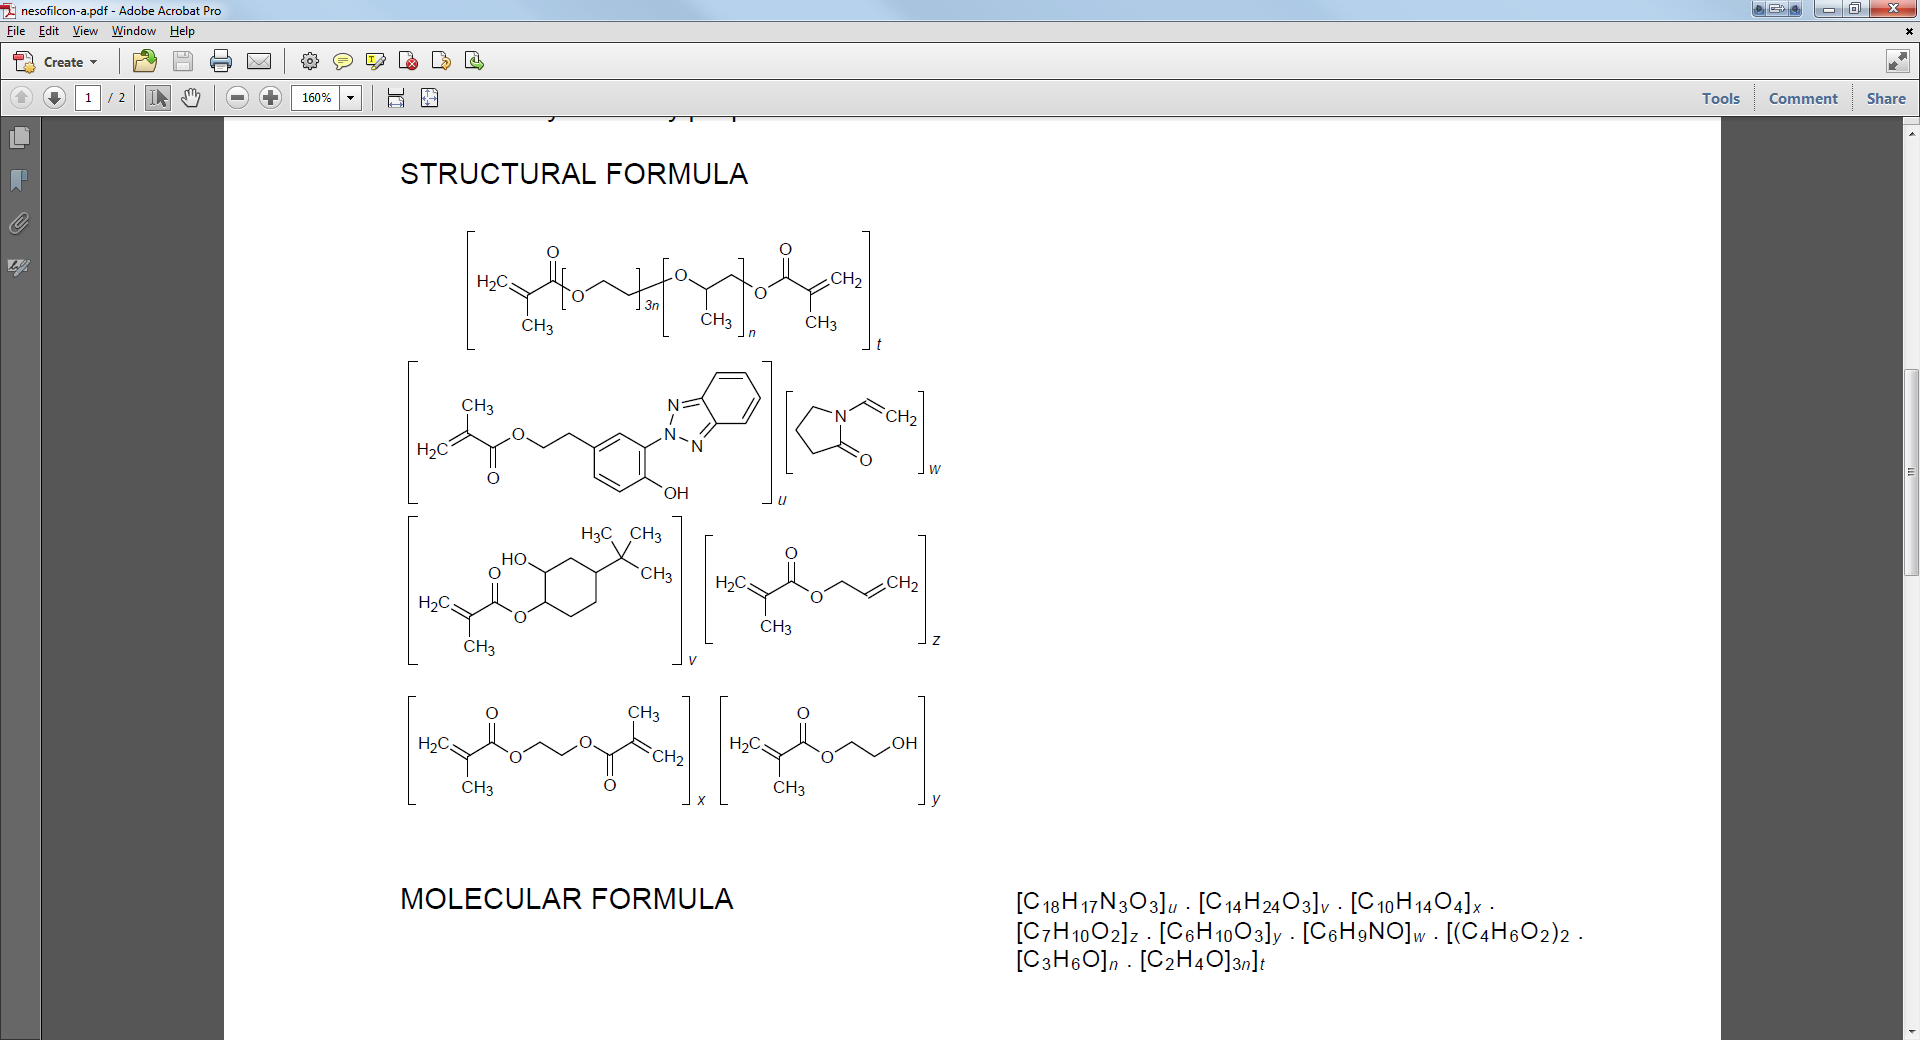 nesofilcon-a.pdf - Adobe Acrobat Pro
File Edit View Window Help
Create
1 / 2 160% Tools Comment Share
STRUCTURAL FORMULA
O O
H2C O 3n O CH3 n O CH2
CH3 CH3 t
CH3 N N N
H2C O O OH u
N CH2 O w
H3C CH3 CH3
HO O H2C O CH3 v
O H2C O CH2 CH3 z
O CH3
H2C O O CH2
CH3 O x
O H2C O OH CH3 y
MOLECULAR FORMULA
[C18H17N3O3]u . [C14H24O3]v . [C10H14O4]x .
[C7H10O2]z . [C6H10O3]y . [C6H9NO]w . [(C4H6O2)2 .
[C3H6O]n . [C2H4O]3n]t